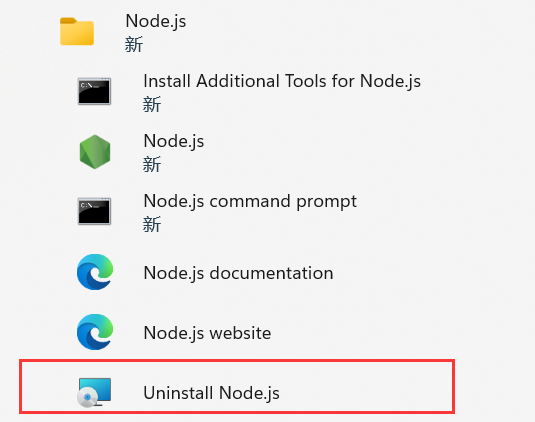 Node.js
新
Install Additional Tools for Node.js
新
Node.js
新
Node.js command prompt
新
Node.js documentation
Node.js website
Uninstall Node.js